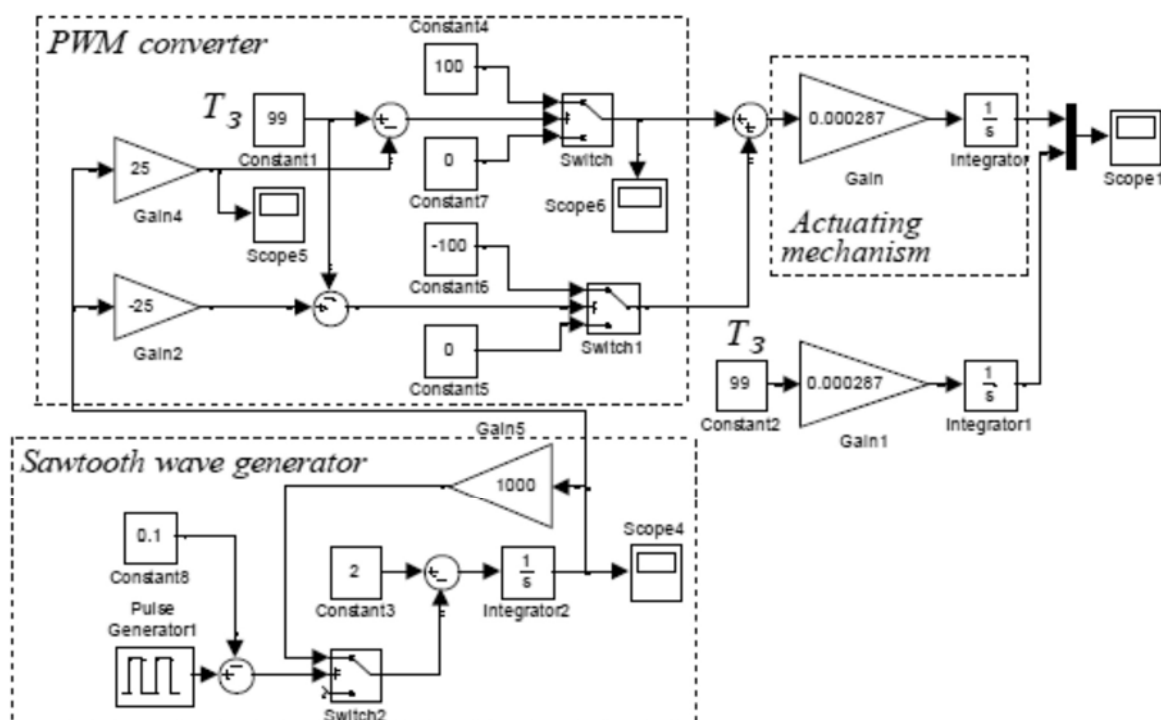 PWM converter
Constant4
100
T3
99
Constant1
25
Gain4
0
Constant7
Switch
Scope5
Scope6
0.000287
Gain
1
s
Integrator
Scope1
Actuating
mechanism
-100
Constant6
-25
Gain2
Switch1
0
Constant5
T3
99
Constant2
0.000287
Gain1
1
s
Integrator1
Gain5
Sawtooth wave generator
1000
0.1
Constant8
Scope4
2
Constant3
1
s
Integrator2
Pulse
Generator1
Switch2